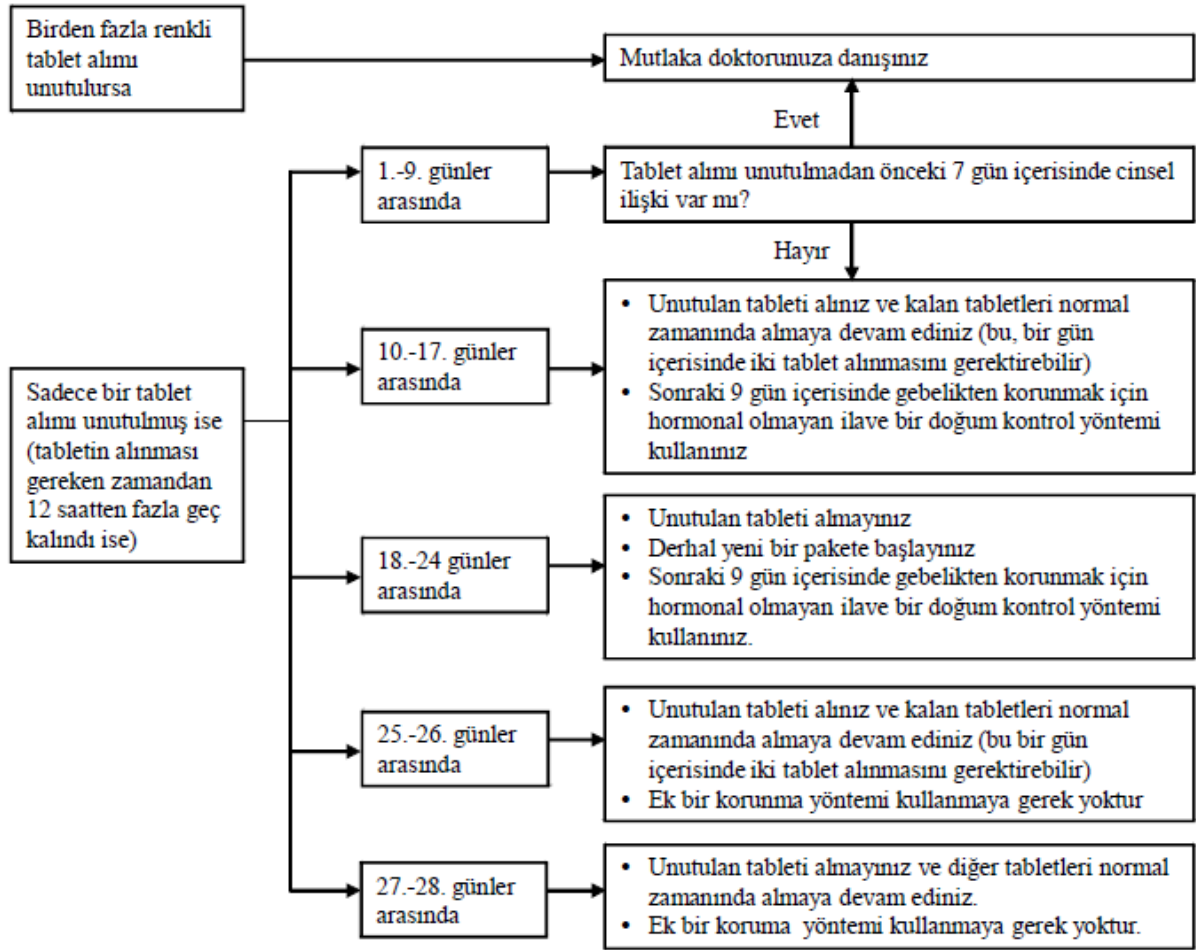 Birden fazla renkli
tablet alımı
unutulursa
Mutlaka doktorunuza danışınız
Evet
1.-9. günler
arasında
Tablet alımı unutulmadan önceki 7 gün içerisinde cinsel
ilişki var mı?
Hayır
Sadece bir tablet
alımı unutulmuş ise
(tabletin alınması
gereken zamandan
12 saatten fazla geç
kalındı ise)
10.-17. günler
arasında
• Unutulan tableti alınız ve kalan tabletleri normal
zamanında almaya devam ediniz (bu, bir gün
içerisinde iki tablet alınmasını gerektirebilir)
• Sonraki 9 gün içerisinde gebelikten korunmak için
hormonal olmayan ilave bir doğum kontrol yöntemi
kullanınız
18.-24 günler
arasında
• Unutulan tableti almayınız
• Derhal yeni bir pakete başlayınız
• Sonraki 9 gün içerisinde gebelikten korunmak için
hormonal olmayan ilave bir doğum kontrol yöntemi
kullanınız.
25.-26. günler
arasında
• Unutulan tableti alınız ve kalan tabletleri normal
zamanında almaya devam ediniz (bu bir gün
içerisinde iki tablet alınmasını gerektirebilir)
• Ek bir korunma yöntemi kullanmaya gerek yoktur
27.-28. günler
arasında
• Unutulan tableti almayınız ve diğer tabletleri normal
zamanında almaya devam ediniz.
• Ek bir koruma yöntemi kullanmaya gerek yoktur.